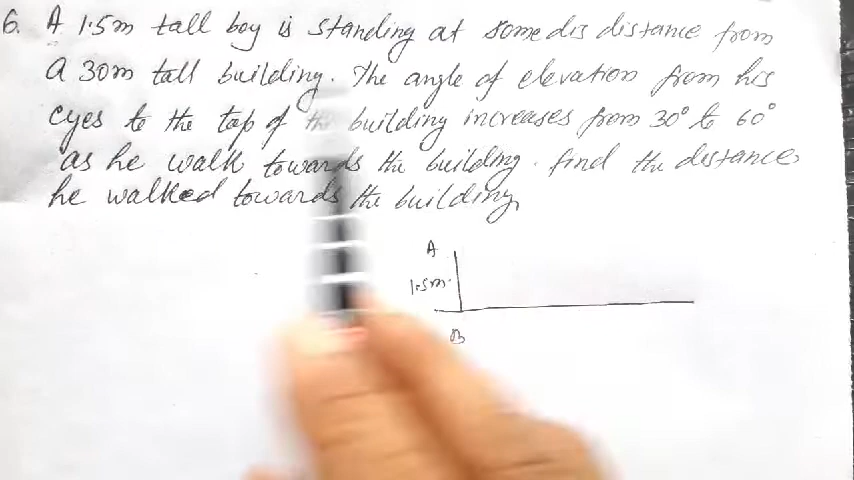 6. A 1.5m tall boy is standing at some dis distance from
a 30m tall building. The angle of elevation from his
eyes to the top of the building increases from 30° to 60°
as he walk towards the building. find the distance
he walked towards the building
A
1.5m
B